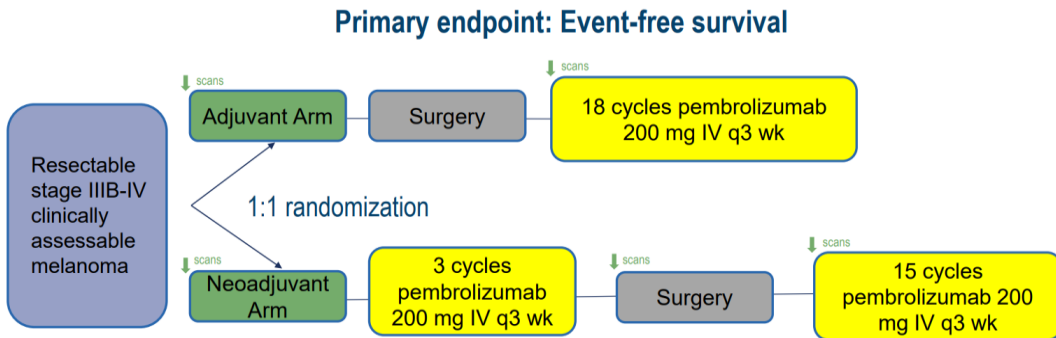 Primary endpoint: Event-free survival
scans
scans
Adjuvant Arm
Surgery
18 cycles pembrolizumab
200 mg IV q3 wk
Resectable
stage IIIB-IV
clinically
assessable
melanoma
1:1 randomization
scans
scans
scans
Neoadjuvant
Arm
3 cycles
pembrolizumab
200 mg IV q3 wk
Surgery
15 cycles
pembrolizumab 200
mg IV q3 wk